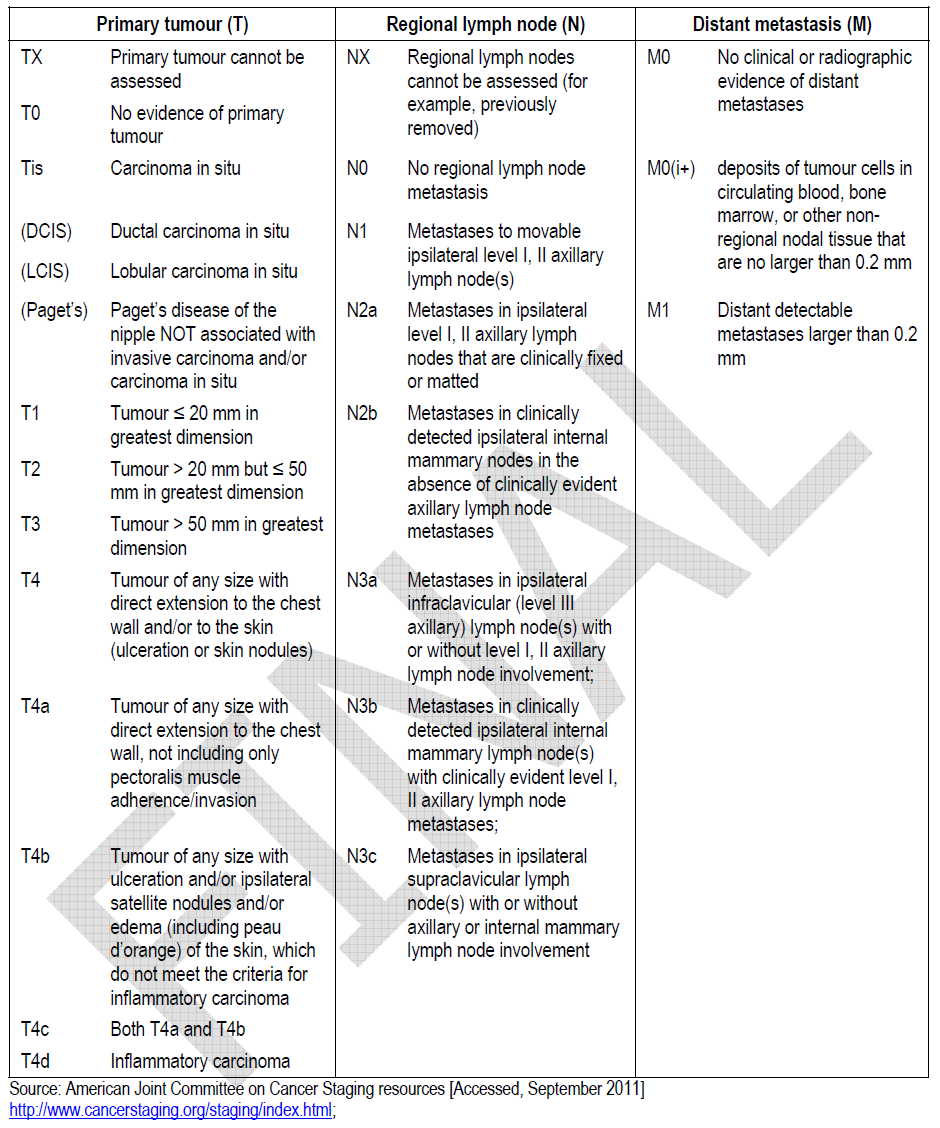 Primary tumour (T)
TX Primary tumour cannot be
assessed
T0 No evidence of primary
tumour
Tis Carcinoma in situ
(DCIS) Ductal carcinoma in situ
(LCIS) Lobular carcinoma in situ
(Paget's) Paget's disease of the
nipple NOT associated with
invasive carcinoma and/or
carcinoma in situ
T1 Tumour ≤ 20 mm in
greatest dimension
T2 Tumour > 20 mm but ≤ 50
mm in greatest dimension
T3 Tumour > 50 mm in greatest
dimension
T4 Tumour of any size with
direct extension to the chest
wall and/or to the skin
(ulceration or skin nodules)
T4a Tumour of any size with
direct extension to the chest
wall, not including only
pectoralis muscle
adherence/invasion
T4b Tumour of any size with
ulceration and/or ipsilateral
satellite nodules and/or
edema (including peau
d'orange) of the skin, which
do not meet the criteria for
inflammatory carcinoma
T4c Both T4a and T4b
T4d Inflammatory carcinoma
Regional lymph node (N)
NX Regional lymph nodes
cannot be assessed (for
example, previously
removed)
N0 No regional lymph node
metastasis
N1 Metastases to movable
ipsilateral level I, II axillary
lymph node(s)
N2a Metastases in ipsilateral
level I, II axillary lymph
nodes that are clinically fixed
or matted
N2b Metastases in clinically
detected ipsilateral internal
mammary nodes in the
absence of clinically evident
axillary lymph node
metastases
N3a Metastases in ipsilateral
infraclavicular (level III
axillary) lymph node(s) with
or without level I, II axillary
lymph node involvement;
N3b Metastases in clinically
detected ipsilateral internal
mammary lymph node(s)
with clinically evident level I,
II axillary lymph node
metastases;
N3c Metastases in ipsilateral
supraclavicular lymph
node(s) with or without
axillary or internal mammary
lymph node involvement
Distant metastasis (M)
M0 No clinical or radiographic
evidence of distant
metastases
M0(i+) deposits of tumour cells in
circulating blood, bone
marrow, or other non-
regional nodal tissue that
are no larger than 0.2 mm
M1 Distant detectable
metastases larger than 0.2
mm
FINAL
Source: American Joint Committee on Cancer Staging resources [Accessed, September 2011]
http://www.cancerstaging.org/staging/index.html;